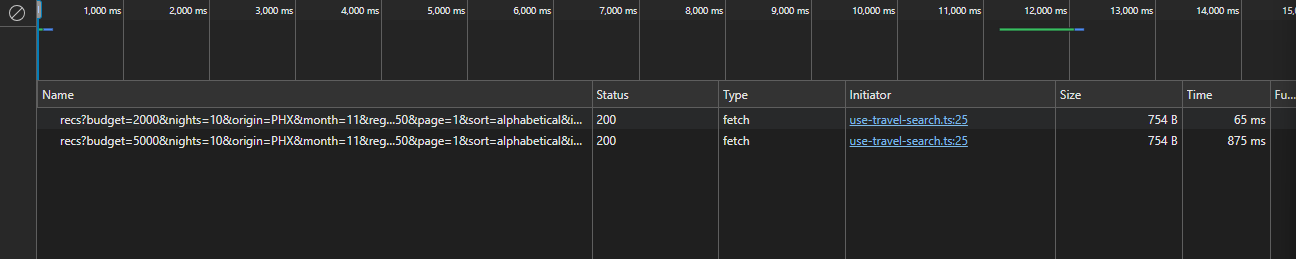 1,000 ms 2,000 ms 3,000 ms 4,000 ms 5,000 ms 6,000 ms 7,000 ms 8,000 ms 9,000 ms 10,000 ms 11,000 ms 12,000 ms 13,000 ms 14,000 ms 15,0
Name Status Type Initiator Size Time Fu...
recs?budget=2000&nights=10&origin=PHX&month=11&reg...50&page=1&sort=alphabetical&i... 200 fetch use-travel-search.ts:25 754 B 65 ms
recs?budget=5000&nights=10&origin=PHX&month=11&reg...50&page=1&sort=alphabetical&i... 200 fetch use-travel-search.ts:25 754 B 875 ms